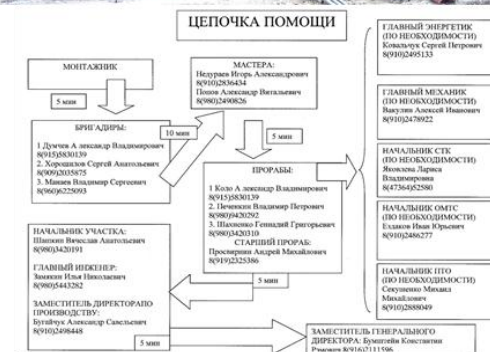 ЦЕПОЧКА ПОМОЩИ
МОНТАЖНИК
5 мин
БРИГАДИРЫ:
1. Думчев Александр Владимирович
8(915)5830139
2. Хорошилов Сергей Анатольевич
8(909)2035875
3. Манаев Владимир Сергеевич
8(960)6225093
10 мин
МАСТЕРА:
Недураев Игорь Александрович
8(910)2836434
Попов Александр Витальевич
8(980)2490826
5 мин
ПРОРАБЫ:
1 Коло Александр Владимирович
8(915)5830139
2. Печенкин Владимир Петрович
8(980)9420292
3. Шахненко Геннадий Григорьевич
8(980)3420310
СТАРШИЙ ПРОРАБ:
Просвирнин Андрей Михайлович
8(919)2325386
5 мин
НАЧАЛЬНИК УЧАСТКА:
Шишкин Вячеслав Анатольевич
8(980)3420191
ГЛАВНЫЙ ИНЖЕНЕР:
Замякин Илья Николаевич
8(980)5443282
ЗАМЕСТИТЕЛЬ ДИРЕКТОРАПО
ПРОИЗВОДСТВУ:
Бугайчук Александр Савельевич
8(910)2498448
5 мин
ГЛАВНЫЙ ЭНЕРГЕТИК
(ПО НЕОБХОДИМОСТИ)
Ковальчук Сергей Петрович
8(910)2495133
ГЛАВНЫЙ МЕХАНИК
(ПО НЕОБХОДИМОСТИ)
Вакулин Алексей Иванович
8(910)2478922
НАЧАЛЬНИК СТК
(ПО НЕОБХОДИМОСТИ)
Яковлева Лариса
Владимировна
8(47364)52580
НАЧАЛЬНИК ОМТС
(ПО НЕОБХОДИМОСТИ)
Елдаков Иван Юрьевич
8(910)2486277
НАЧАЛЬНИК ПТО
(ПО НЕОБХОДИМОСТИ)
Секушенко Михаил
Михайлович
8(910)2888049
ЗАМЕСТИТЕЛЬ ГЕНЕРАЛЬНОГО
ДИРЕКТОРА: Бумштейн Константин
8(916)2111596